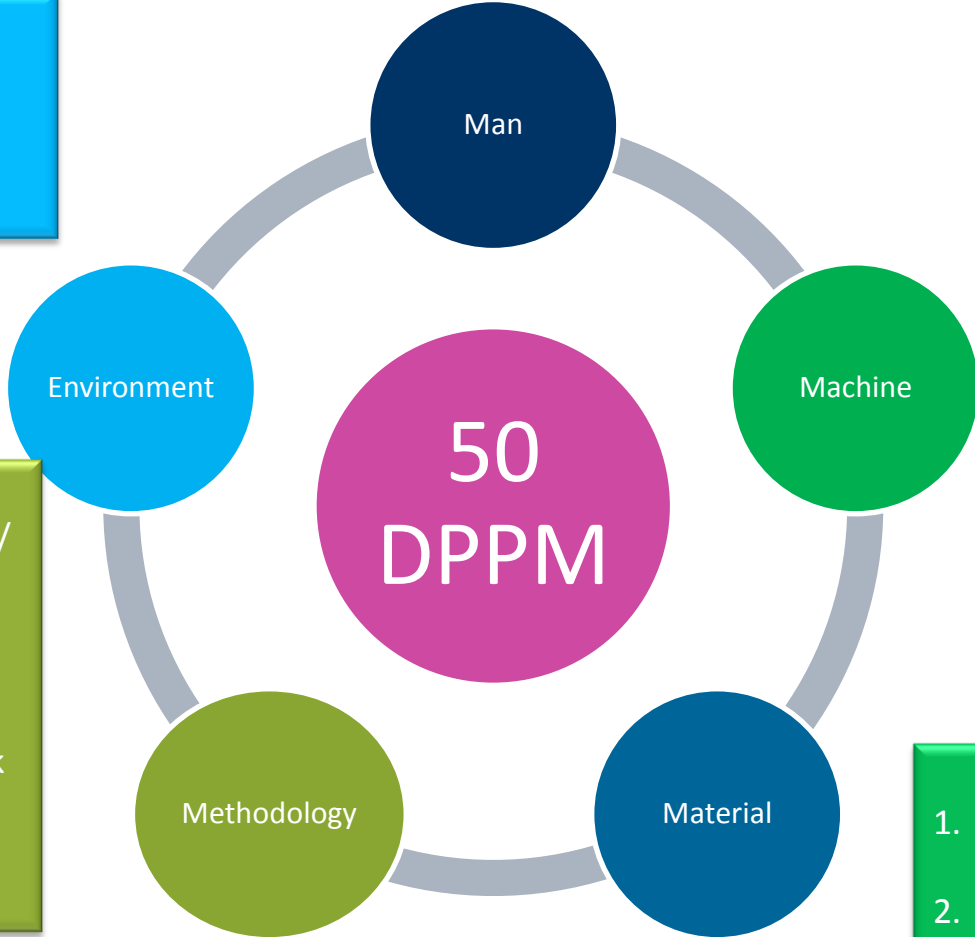 Man
Environment
Machine
50
DPPM
/
Methodology
Material
1.
2.